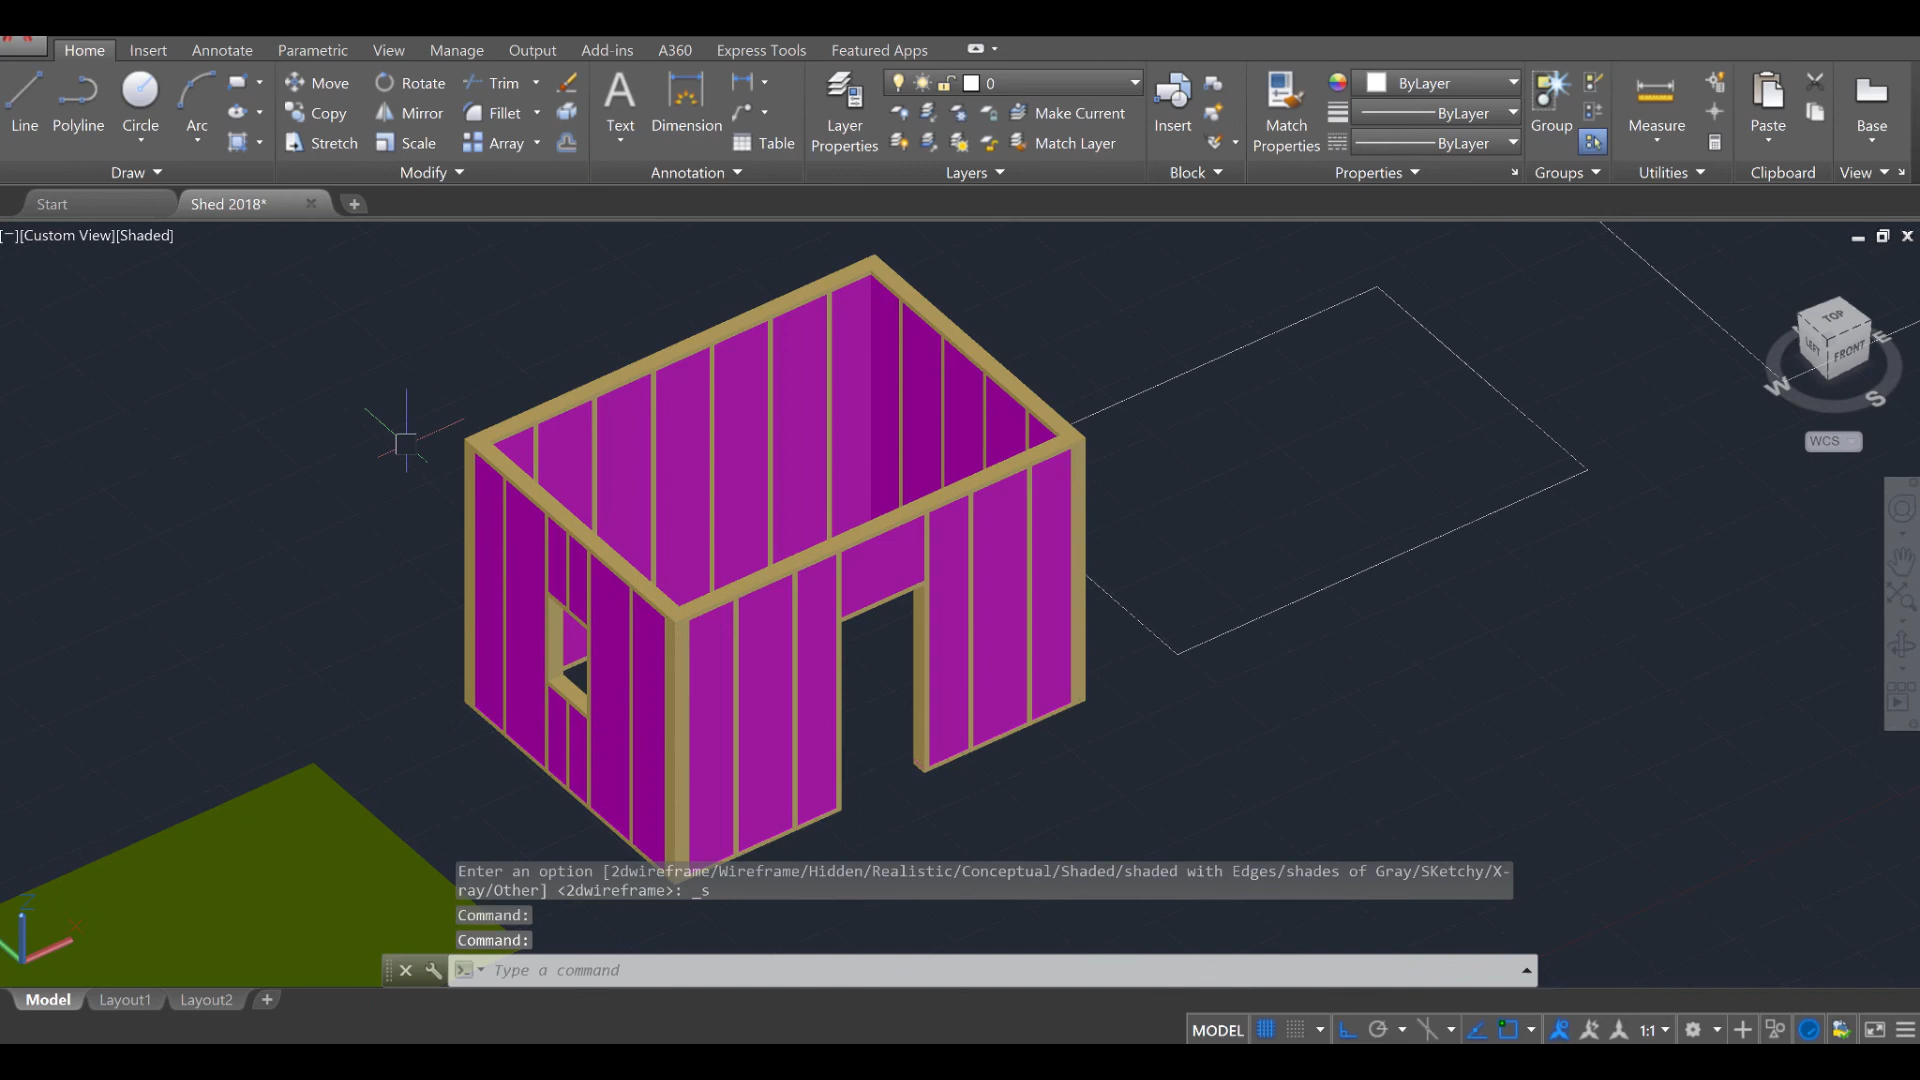 Home Insert Annotate Parametric View Manage Output Add-ins A360 Express Tools Featured Apps
Move Rotate Trim 0 ByLayer
Copy Mirror Fillet Make Current ByLayer
Line Polyline Circle Arc Text Dimension Layer Insert Match Group Measure Paste Base
Stretch Scale Array Table Properties Match Layer Properties ByLayer
Draw Modify Annotation Layers Block Properties Groups Utilities Clipboard View
Start Shed 2018*
[−][Custom View][Shaded]
TOP
LEFT FRONT
E
W
S
WCS
Z
X
Enter an option [2dwireframe/Wireframe/Hidden/Realistic/Conceptual/Shaded/shaded with Edges/shades of Gray/SKetchy/X-
ray/Other] <2dwireframe>: _s
Command:
Command:
Type a command
Model Layout1 Layout2
MODEL 1:1